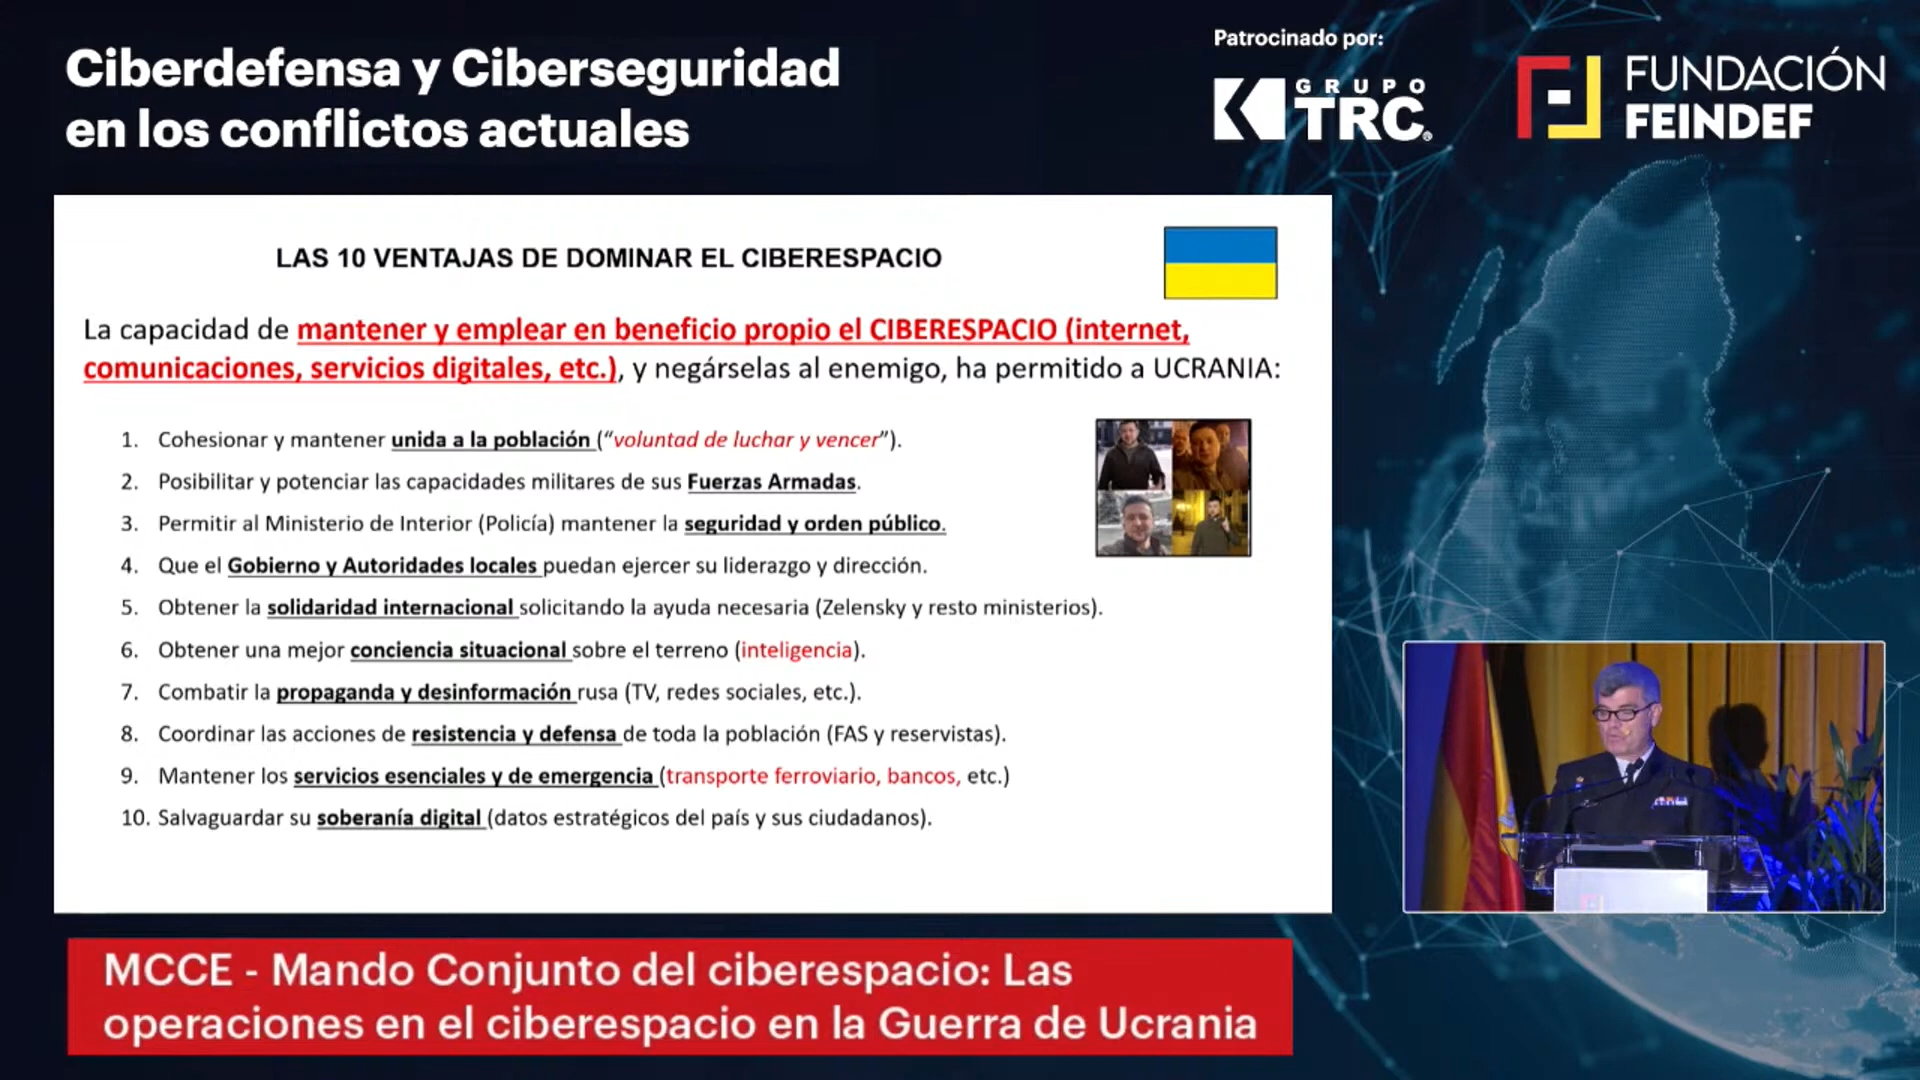 Ciberdefensa y Ciberseguridad
en los conflictos actuales
Patrocinado por:
GRUPO
TRC®
FUNDACIÓN
FEINDEF
LAS 10 VENTAJAS DE DOMINAR EL CIBERESPACIO
La capacidad de mantener y emplear en beneficio propio el CIBERESPACIO (internet,
comunicaciones, servicios digitales, etc.), y negárselas al enemigo, ha permitido a UCRANIA:
1. Cohesionar y mantener unida a la población (“voluntad de luchar y vencer”).
2. Posibilitar y potenciar las capacidades militares de sus Fuerzas Armadas.
3. Permitir al Ministerio de Interior (Policía) mantener la seguridad y orden público.
4. Que el Gobierno y Autoridades locales puedan ejercer su liderazgo y dirección.
5. Obtener la solidaridad internacional solicitando la ayuda necesaria (Zelensky y resto ministerios).
6. Obtener una mejor conciencia situacional sobre el terreno (inteligencia).
7. Combatir la propaganda y desinformación rusa (TV, redes sociales, etc.).
8. Coordinar las acciones de resistencia y defensa de toda la población (FAS y reservistas).
9. Mantener los servicios esenciales y de emergencia (transporte ferroviario, bancos, etc.)
10. Salvaguardar su soberanía digital (datos estratégicos del país y sus ciudadanos).
MCCE - Mando Conjunto del ciberespacio: Las
operaciones en el ciberespacio en la Guerra de Ucrania